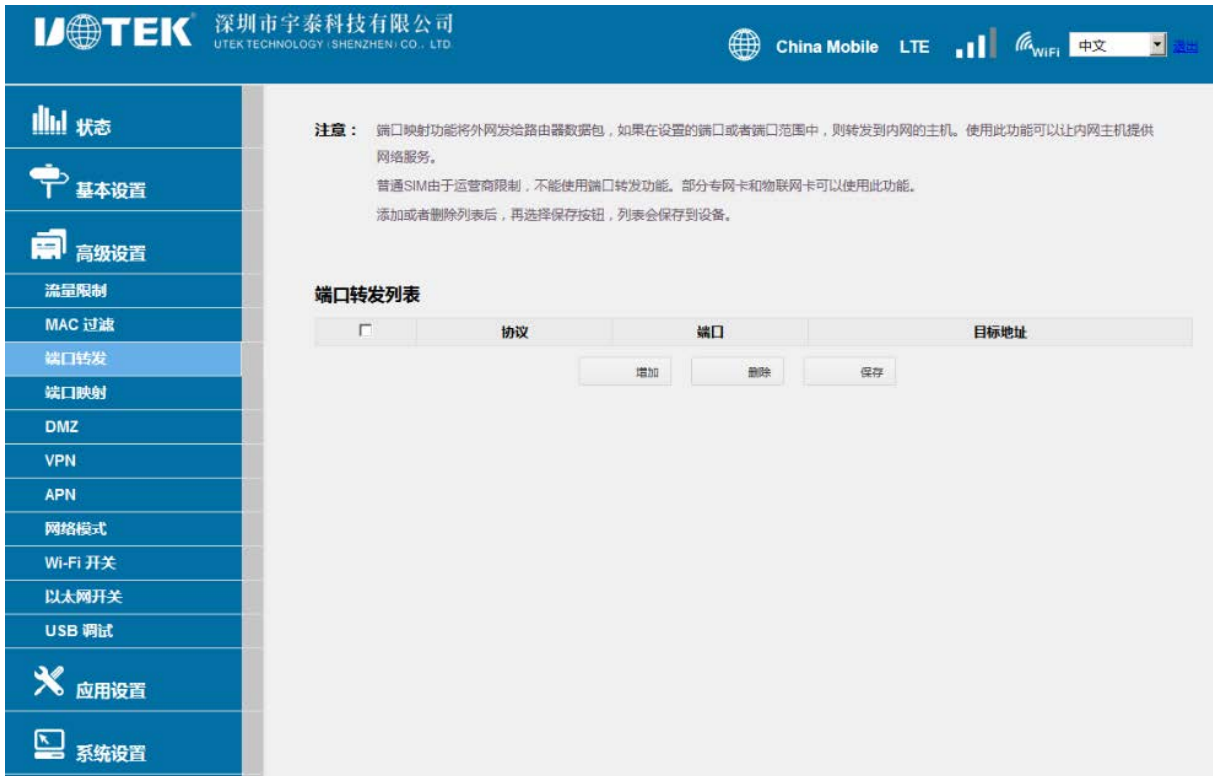 UOTEK 深圳市宇泰科技有限公司
UTEK TECHNOLOGY (SHENZHEN) CO., LTD.
China Mobile LTE WiFi 中文 退出
状态
基本设置
高级设置
流量限制
MAC 过滤
端口转发
端口映射
DMZ
VPN
APN
网络模式
Wi-Fi 开关
以太网开关
USB 调试
应用设置
系统设置
注意： 端口映射功能将外网发给路由器数据包，如果在设置的端口或者端口范围中，则转发到内网的主机。使用此功能可以让内网主机提供
网络服务。
普通SIM由于运营商限制，不能使用端口转发功能。部分专网卡和物联网卡可以使用此功能。
添加或者删除列表后，再选择保存按钮，列表会保存到设备。
端口转发列表
协议 端口 目标地址
增加 删除 保存